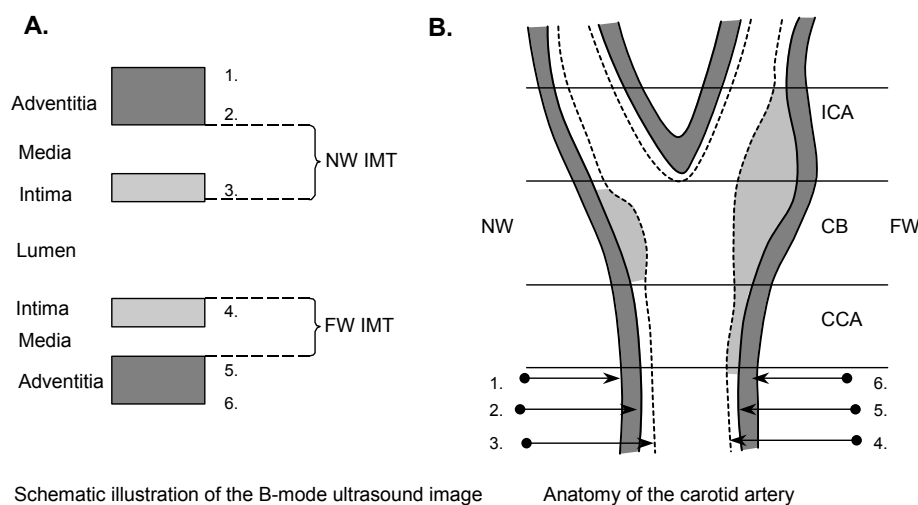 A.
1.
Adventitia
2.
Media
NW IMT
Intima
3.
Lumen
Intima
4.
FW IMT
Media
Adventitia
5.
6.
Schematic illustration of the B-mode ultrasound image
B.
ICA
NW
CB
FW
CCA
1.
6.
2.
5.
3.
4.
Anatomy of the carotid artery